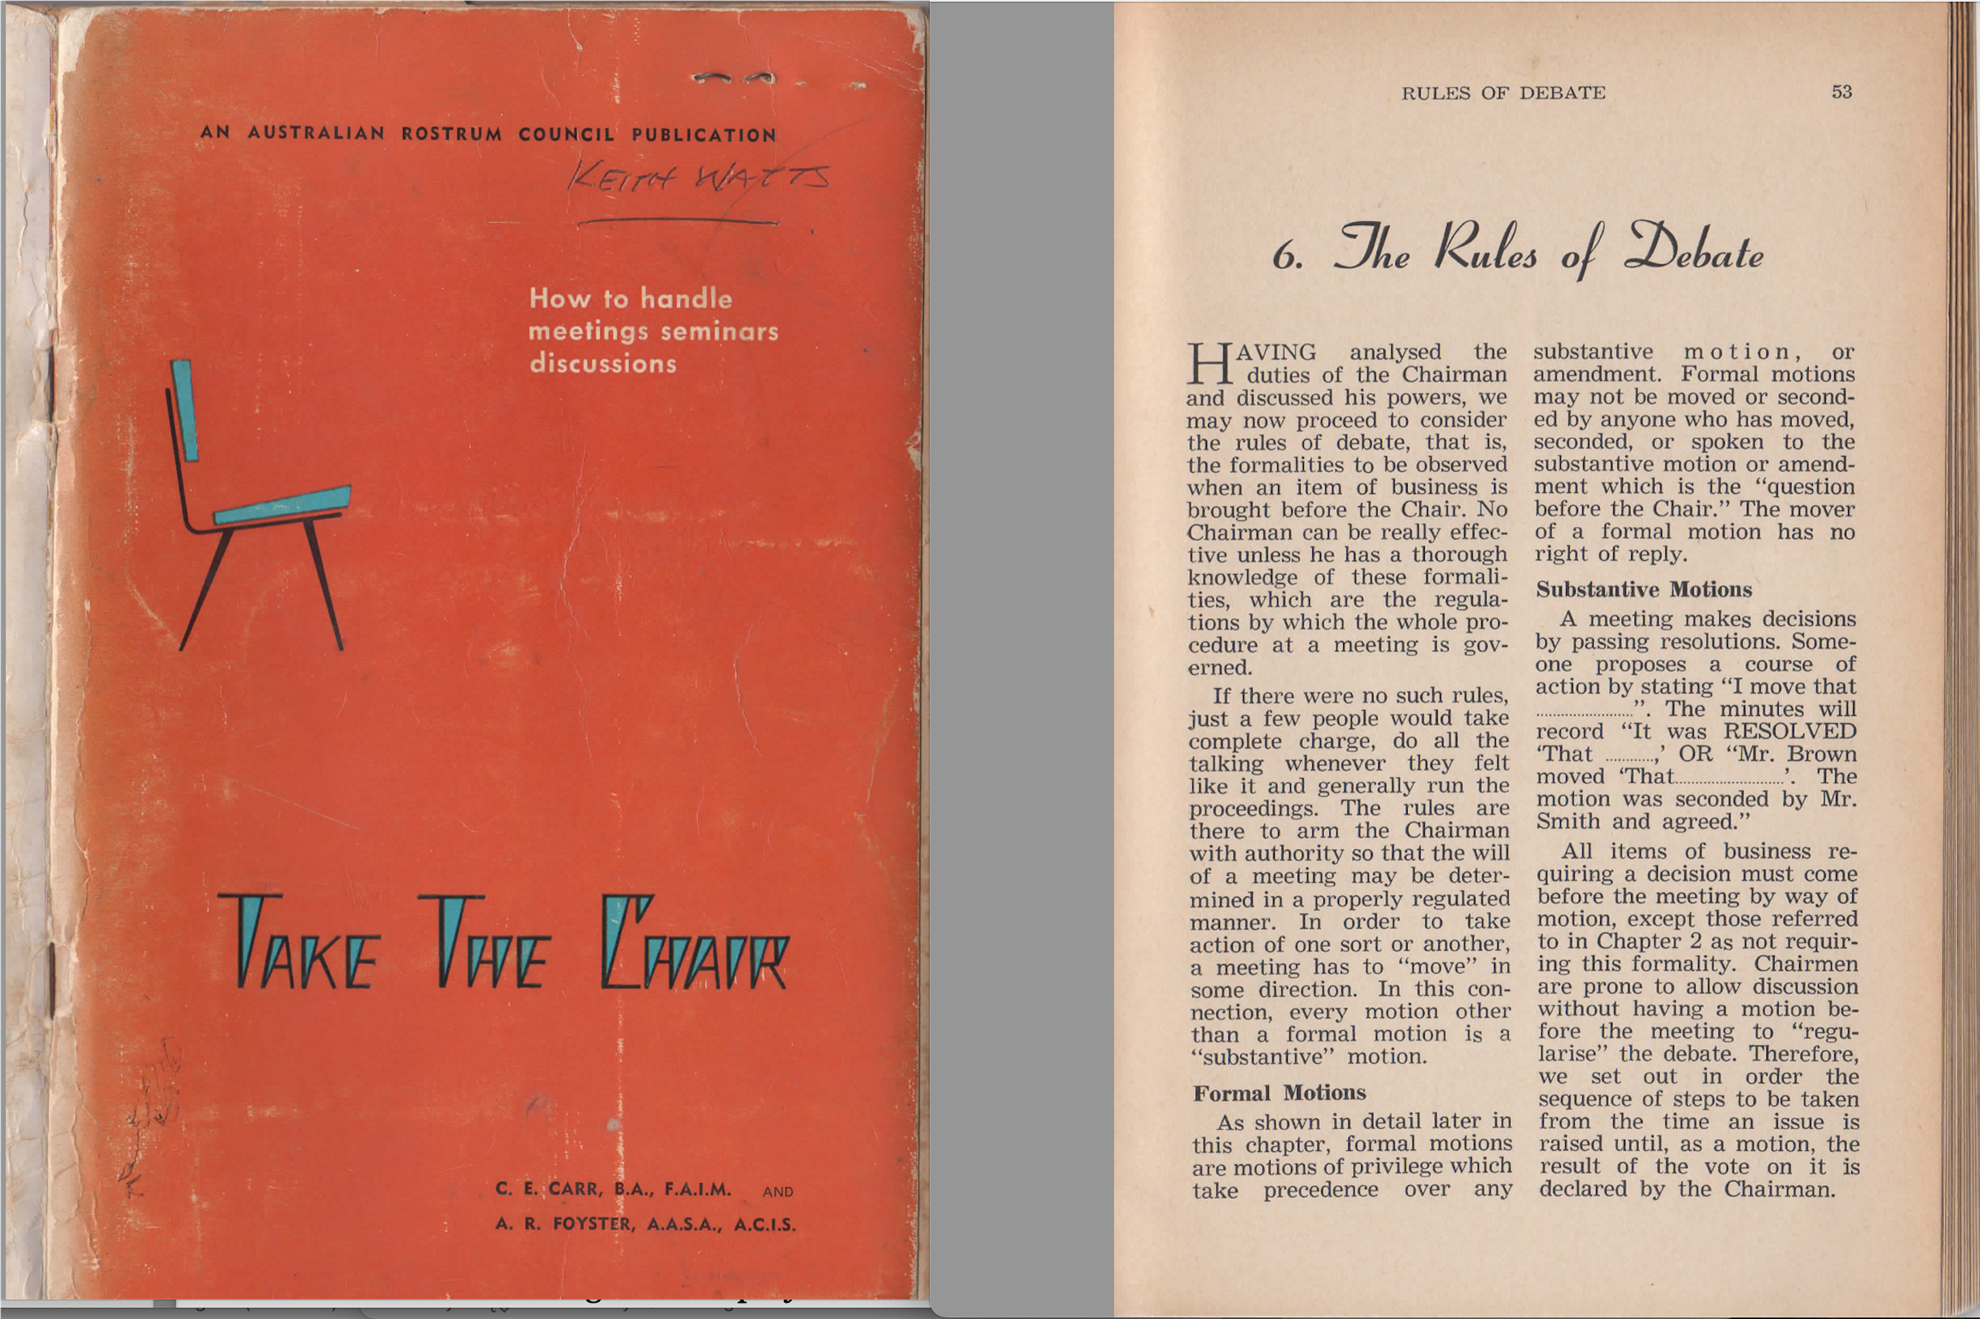 AN AUSTRALIAN ROSTRUM COUNCIL PUBLICATION
KEITH WATTS
How to handle
meetings seminars
discussions
TAKE THE CHAIR
C. E. CARR, B.A., F.A.I.M. AND
A. R. FOYSTER, A.A.S.A., A.C.I.S.
RULES OF DEBATE 53
6. The Rules of Debate
HAVING analysed the
duties of the Chairman
and discussed his powers, we
may now proceed to consider
the rules of debate, that is,
the formalities to be observed
when an item of business is
brought before the Chair. No
Chairman can be really effec-
tive unless he has a thorough
knowledge of these formali-
ties, which are the regula-
tions by which the whole pro-
cedure at a meeting is gov-
erned.
If there were no such rules,
just a few people would take
complete charge, do all the
talking whenever they felt
like it and generally run the
proceedings. The rules are
there to arm the Chairman
with authority so that the will
of a meeting may be deter-
mined in a properly regulated
manner. In order to take
action of one sort or another,
a meeting has to “move” in
some direction. In this con-
nection, every motion other
than a formal motion is a
“substantive” motion.
Formal Motions
As shown in detail later in
this chapter, formal motions
are motions of privilege which
take precedence over any
substantive motion, or
amendment. Formal motions
may not be moved or second-
ed by anyone who has moved,
seconded, or spoken to the
substantive motion or amend-
ment which is the “question
before the Chair.” The mover
of a formal motion has no
right of reply.
Substantive Motions
A meeting makes decisions
by passing resolutions. Some-
one proposes a course of
action by stating “I move that
........................”. The minutes will
record “It was RESOLVED
‘That ............,’ OR “Mr. Brown
moved ‘That...........................’. The
motion was seconded by Mr.
Smith and agreed.”
All items of business re-
quiring a decision must come
before the meeting by way of
motion, except those referred
to in Chapter 2 as not requir-
ing this formality. Chairmen
are prone to allow discussion
without having a motion be-
fore the meeting to “regu-
larise” the debate. Therefore,
we set out in order the
sequence of steps to be taken
from the time an issue is
raised until, as a motion, the
result of the vote on it is
declared by the Chairman.